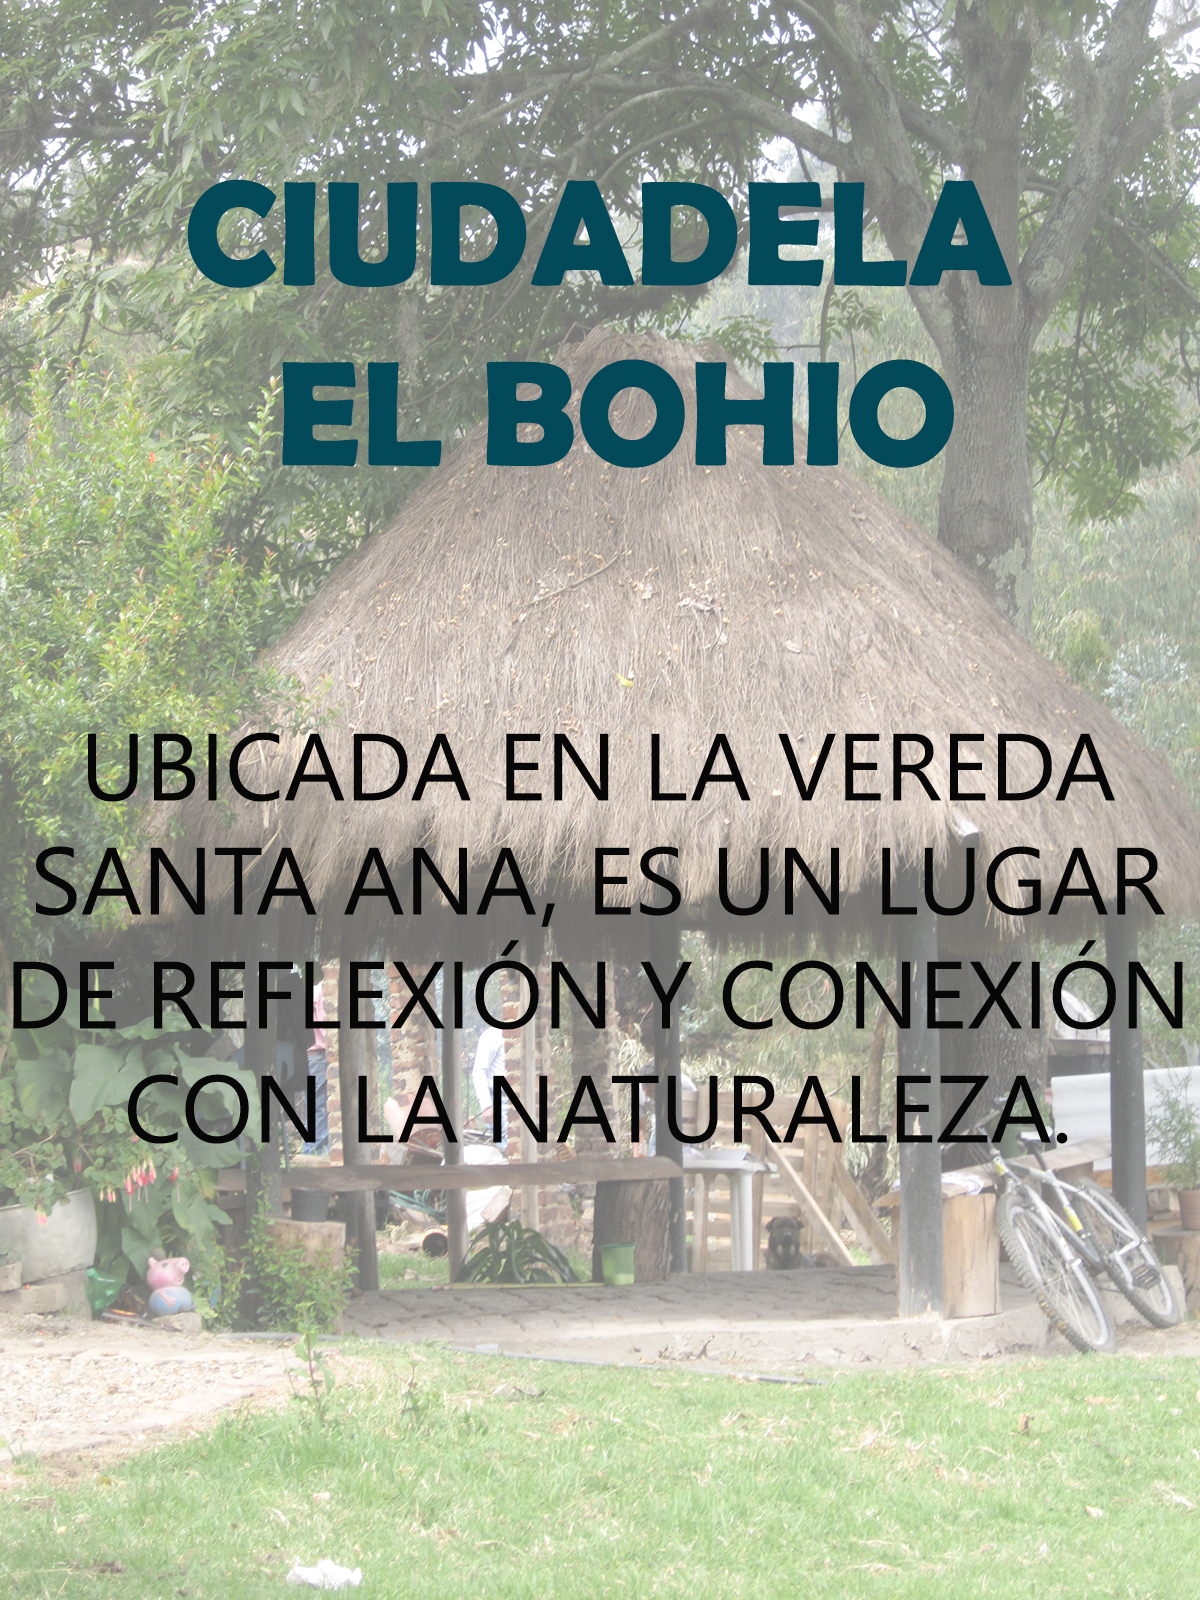 CIUDADELA
EL BOHIO
UBICADA EN LA VEREDA
SANTA ANA, ES UN LUGAR
DE REFLEXIÓN Y CONEXIÓN
CON LA NATURALEZA.